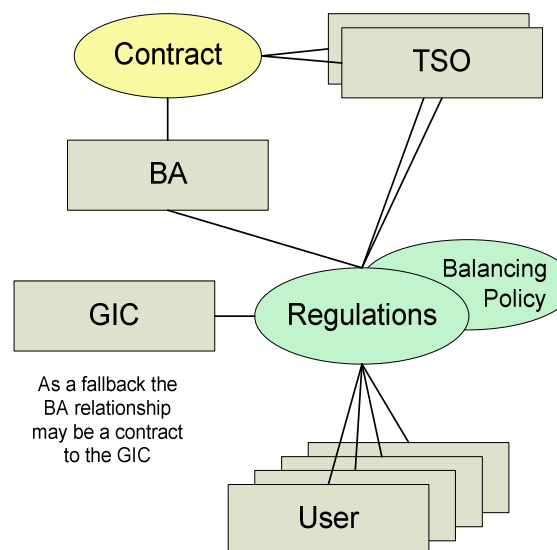 Contract
TSO
BA
Balancing
Policy
GIC
Regulations
As a fallback the
BA relationship
may be a contract
to the GIC
User